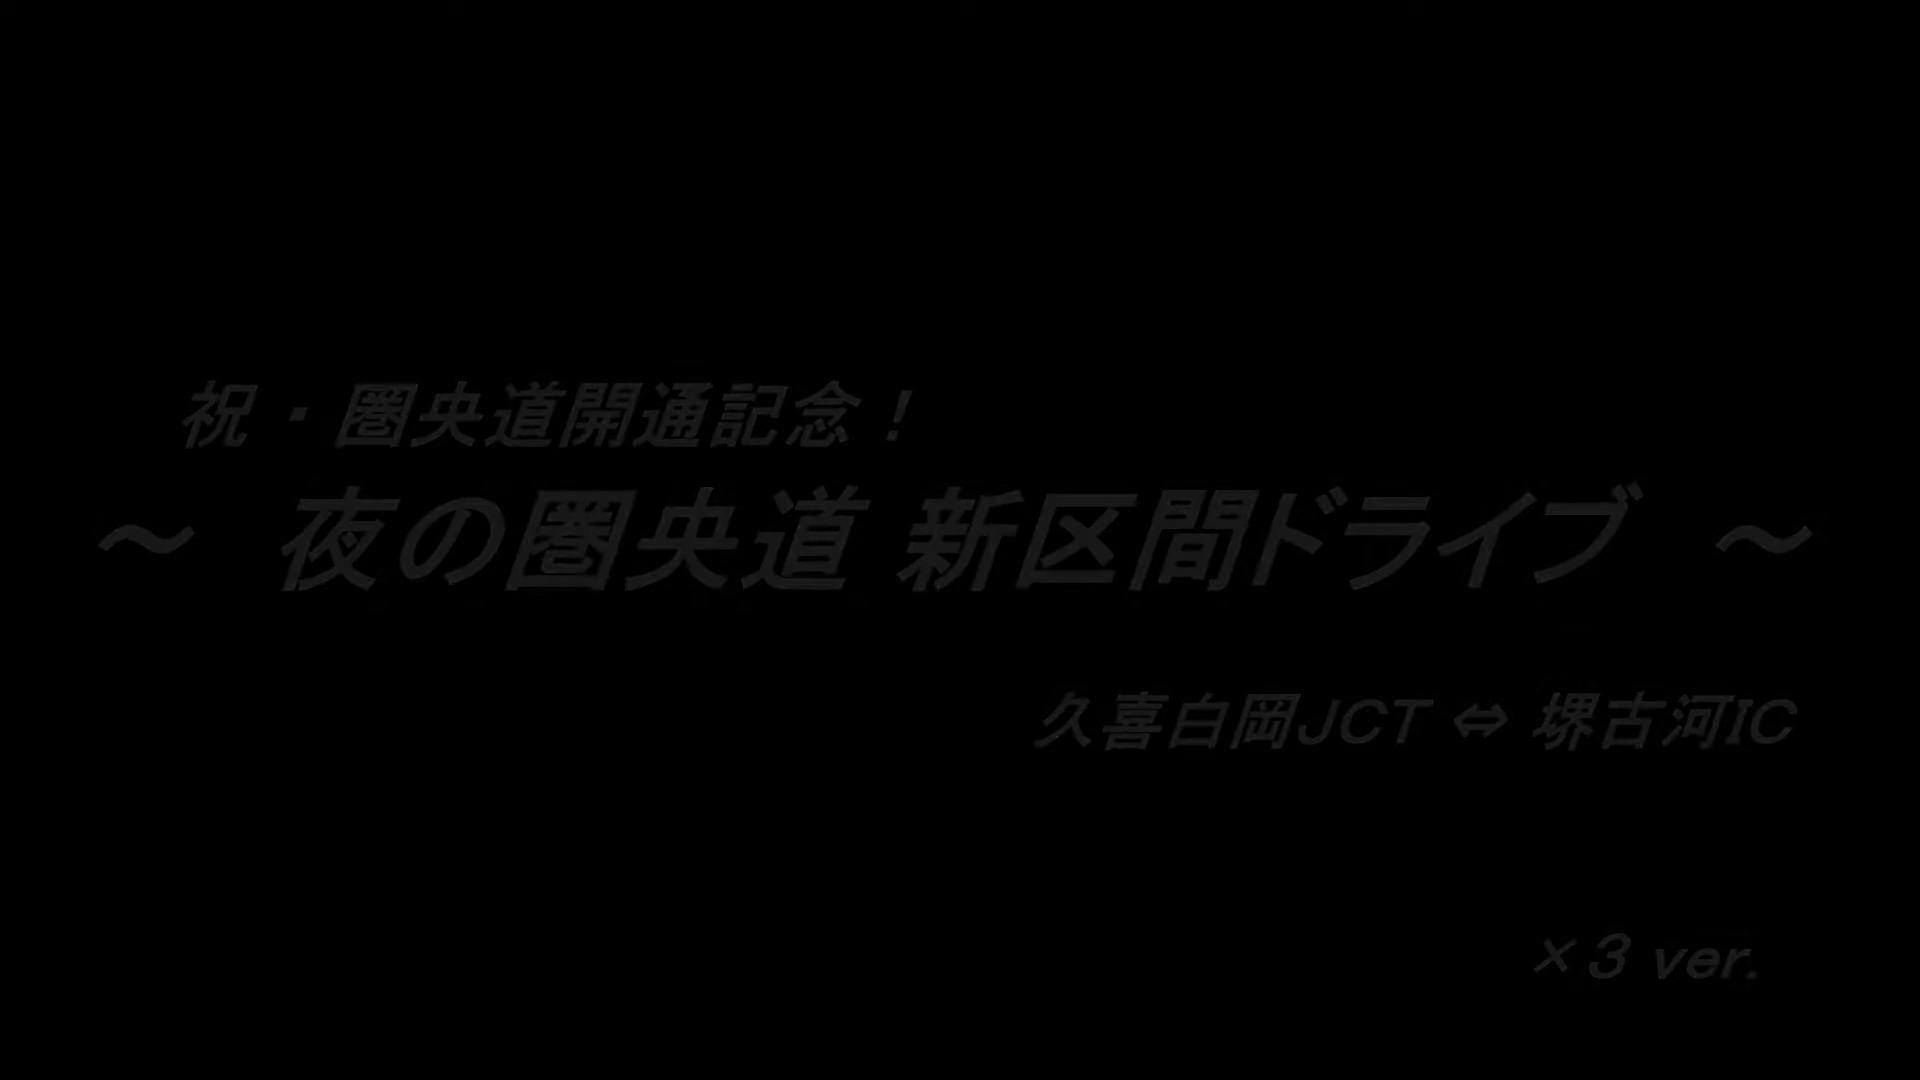 祝・圏央道開通記念！
～ 夜の圏央道 新区間ドライブ ～
久喜白岡JCT ⇔ 堺古河IC
×3 ver.